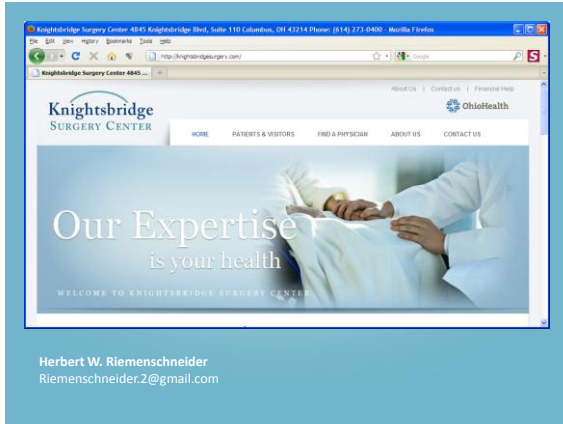 Knightsbridge Surgery Center 4845 Knightsbridge Blvd, Suite 110 Columbus, OH 43214 Phone: (614) 273-0400 - Mozilla Firefox
File Edit View History Bookmarks Tools Help
http://knightsbridgesurgery.com/
Google
Knightsbridge Surgery Center 4845 ...
About Us | Contact us | Financial Help
OhioHealth
Knightsbridge
SURGERY CENTER
HOME PATIENTS & VISITORS FIND A PHYSICIAN ABOUT US CONTACT US
Our Expertise
is your health
WELCOME TO KNIGHTSBRIDGE SURGERY CENTER
Herbert W. Riemenschneider
Riemenschneider.2@gmail.com